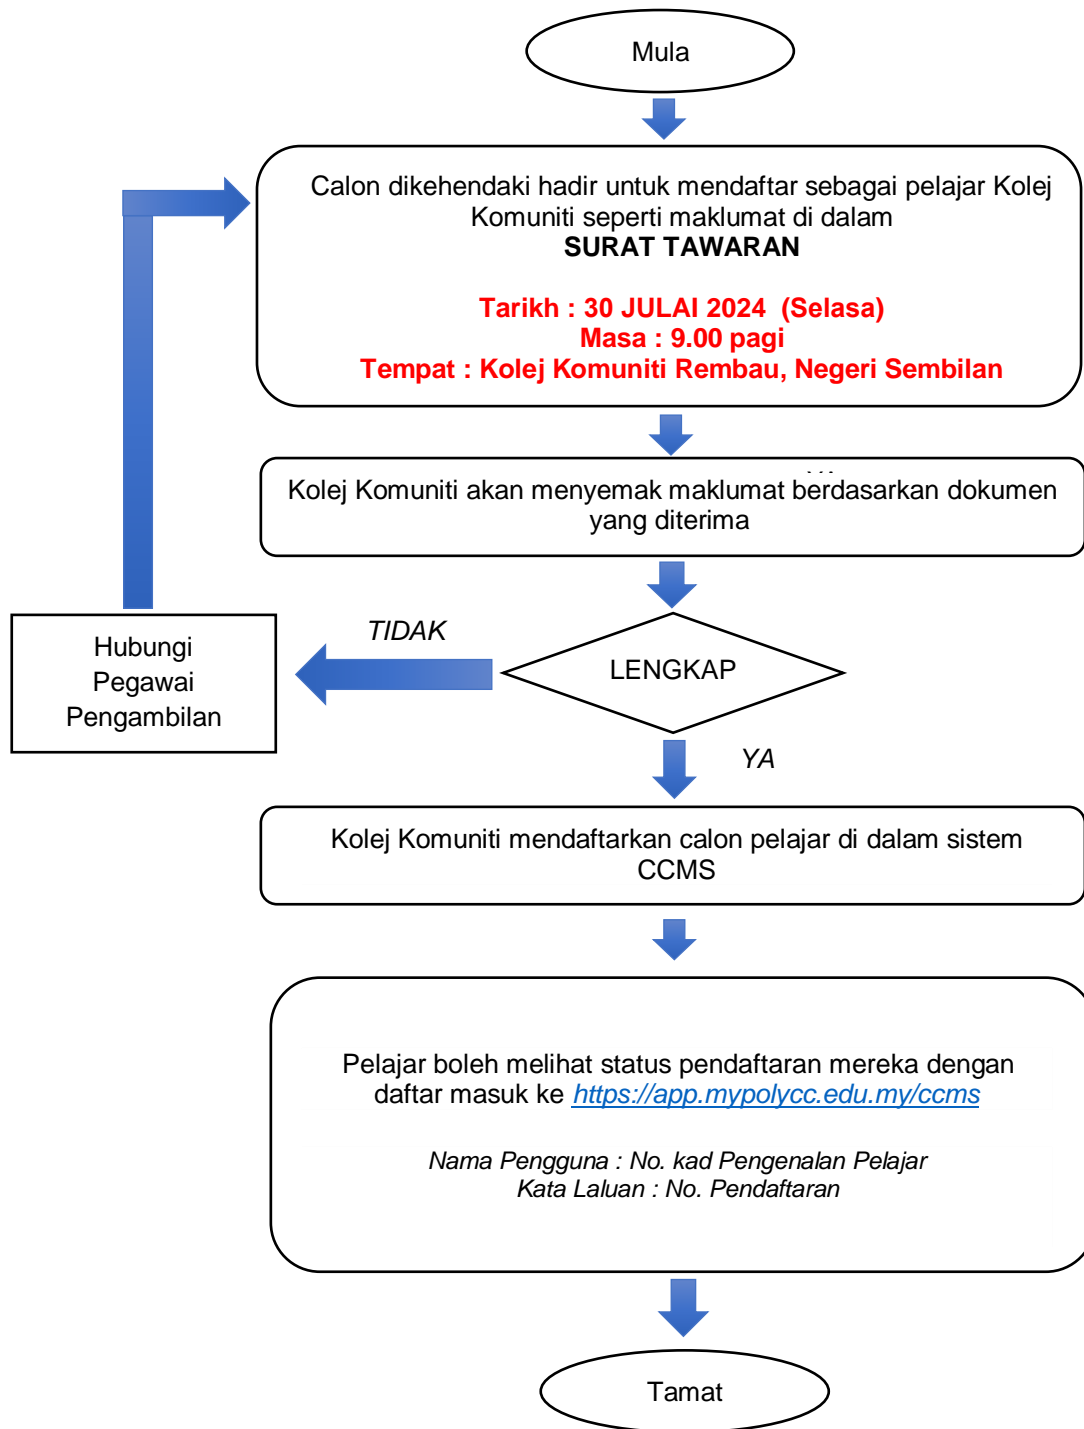 Mula
Calon dikehendaki hadir untuk mendaftar sebagai pelajar Kolej
Komuniti seperti maklumat di dalam
SURAT TAWARAN
Tarikh : 30 JULAI 2024  (Selasa)
Masa : 9.00 pagi
Tempat : Kolej Komuniti Rembau, Negeri Sembilan
Kolej Komuniti akan menyemak maklumat berdasarkan dokumen
yang diterima
TIDAK
LENGKAP
Hubungi
Pegawai
Pengambilan
YA
Kolej Komuniti mendaftarkan calon pelajar di dalam sistem
CCMS
Pelajar boleh melihat status pendaftaran mereka dengan
daftar masuk ke https://app.mypolycc.edu.my/ccms
Nama Pengguna : No. kad Pengenalan Pelajar
Kata Laluan : No. Pendaftaran
Tamat